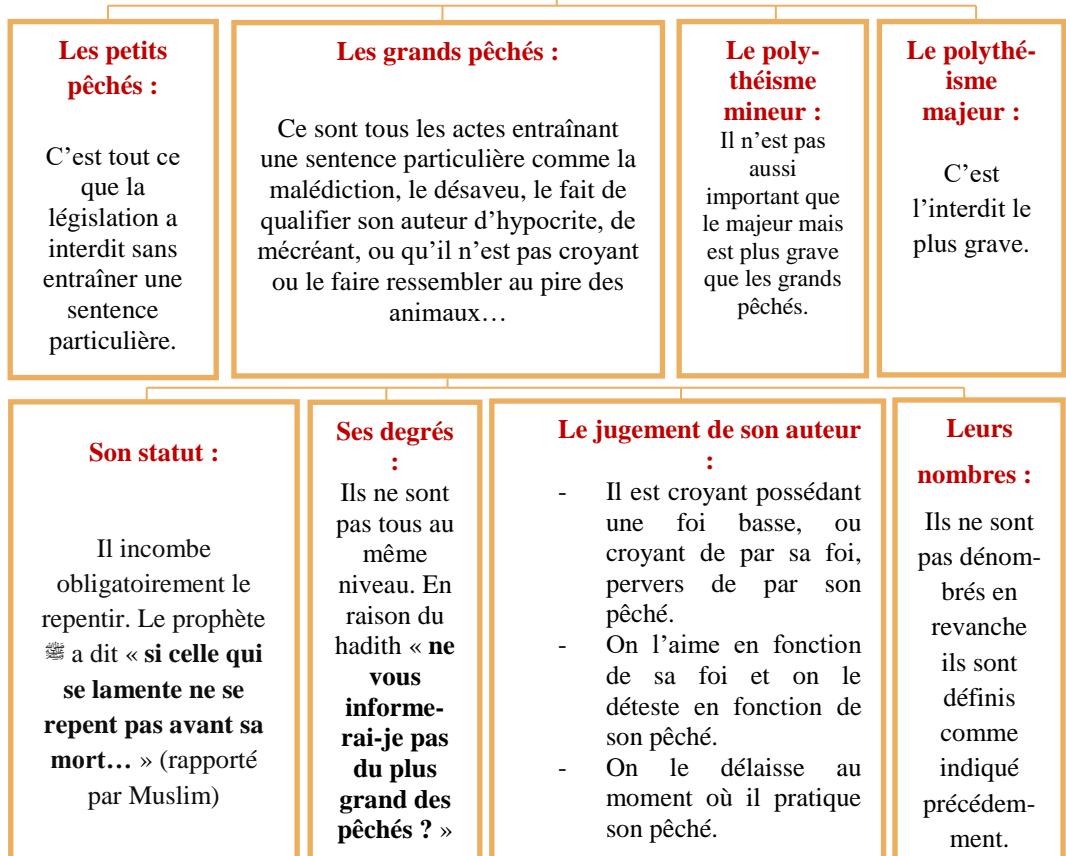 Les petits
pêchés :
C’est tout ce
que la
législation a
interdit sans
entraîner une
sentence
particulière.
Les grands pêchés :
Ce sont tous les actes entraînant
une sentence particulière comme la
malédiction, le désaveu, le fait de
qualifier son auteur d’hypocrite, de
mécréant, ou qu’il n’est pas croyant
ou le faire ressembler au pire des
animaux…
Le poly-
théisme
mineur :
Il n’est pas
aussi
important que
le majeur mais
est plus grave
que les grands
pêchés.
Le polythé-
isme
majeur :
C’est
l’interdit le
plus grave.
Son statut :
Il incombe
obligatoirement le
repentir. Le prophète
ﷺ a dit « si celle qui
se lamente ne se
repent pas avant sa
mort… » (rapporté
par Muslim)
Ses degrés
:
Ils ne sont
pas tous au
même
niveau. En
raison du
hadith « ne
vous
informe-
rai-je pas
du plus
grand des
pêchés ? »
Le jugement de son auteur
:
- Il est croyant possédant
une foi basse, ou
croyant de par sa foi,
pervers de par son
pêché.
- On l’aime en fonction
de sa foi et on le
déteste en fonction de
son pêché.
- On le délaisse au
moment où il pratique
son pêché.
Leurs
nombres :
Ils ne sont
pas dénom-
brés en
revanche
ils sont
définis
comme
indiqué
précédem-
ment.